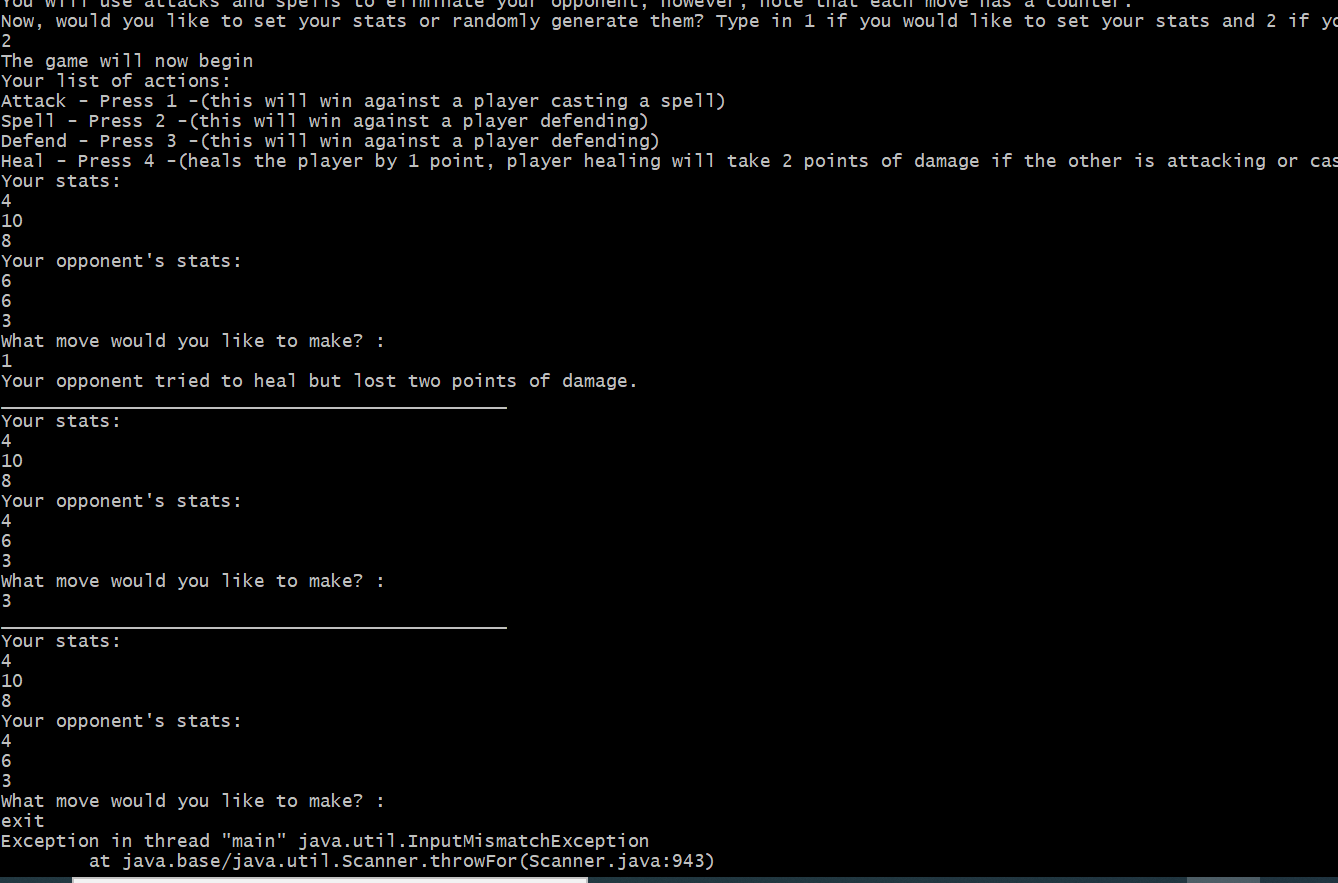 You will use attacks and spells to eliminate your opponent, however, note that each move has a counter.
Now, would you like to set your stats or randomly generate them? Type in 1 if you would like to set your stats and 2 if
2
The game will now begin
Your list of actions:
Attack - Press 1 -(this will win against a player casting a spell)
Spell - Press 2 -(this will win against a player defending)
Defend - Press 3 -(this will win against a player defending)
Heal - Press 4 -(heals the player by 1 point, player healing will take 2 points of damage if the other is attacking or
Your stats:
4
10
8
Your opponent's stats:
6
6
3
What move would you like to make? :
1
Your opponent tried to heal but lost two points of damage.
______________________________________________
Your stats:
4
10
8
Your opponent's stats:
4
6
3
What move would you like to make? :
3
______________________________________________
Your stats:
4
10
8
Your opponent's stats:
4
6
3
What move would you like to make? :
exit
Exception in thread "main" java.util.InputMismatchException
        at java.base/java.util.Scanner.throwFor(Scanner.java:943)